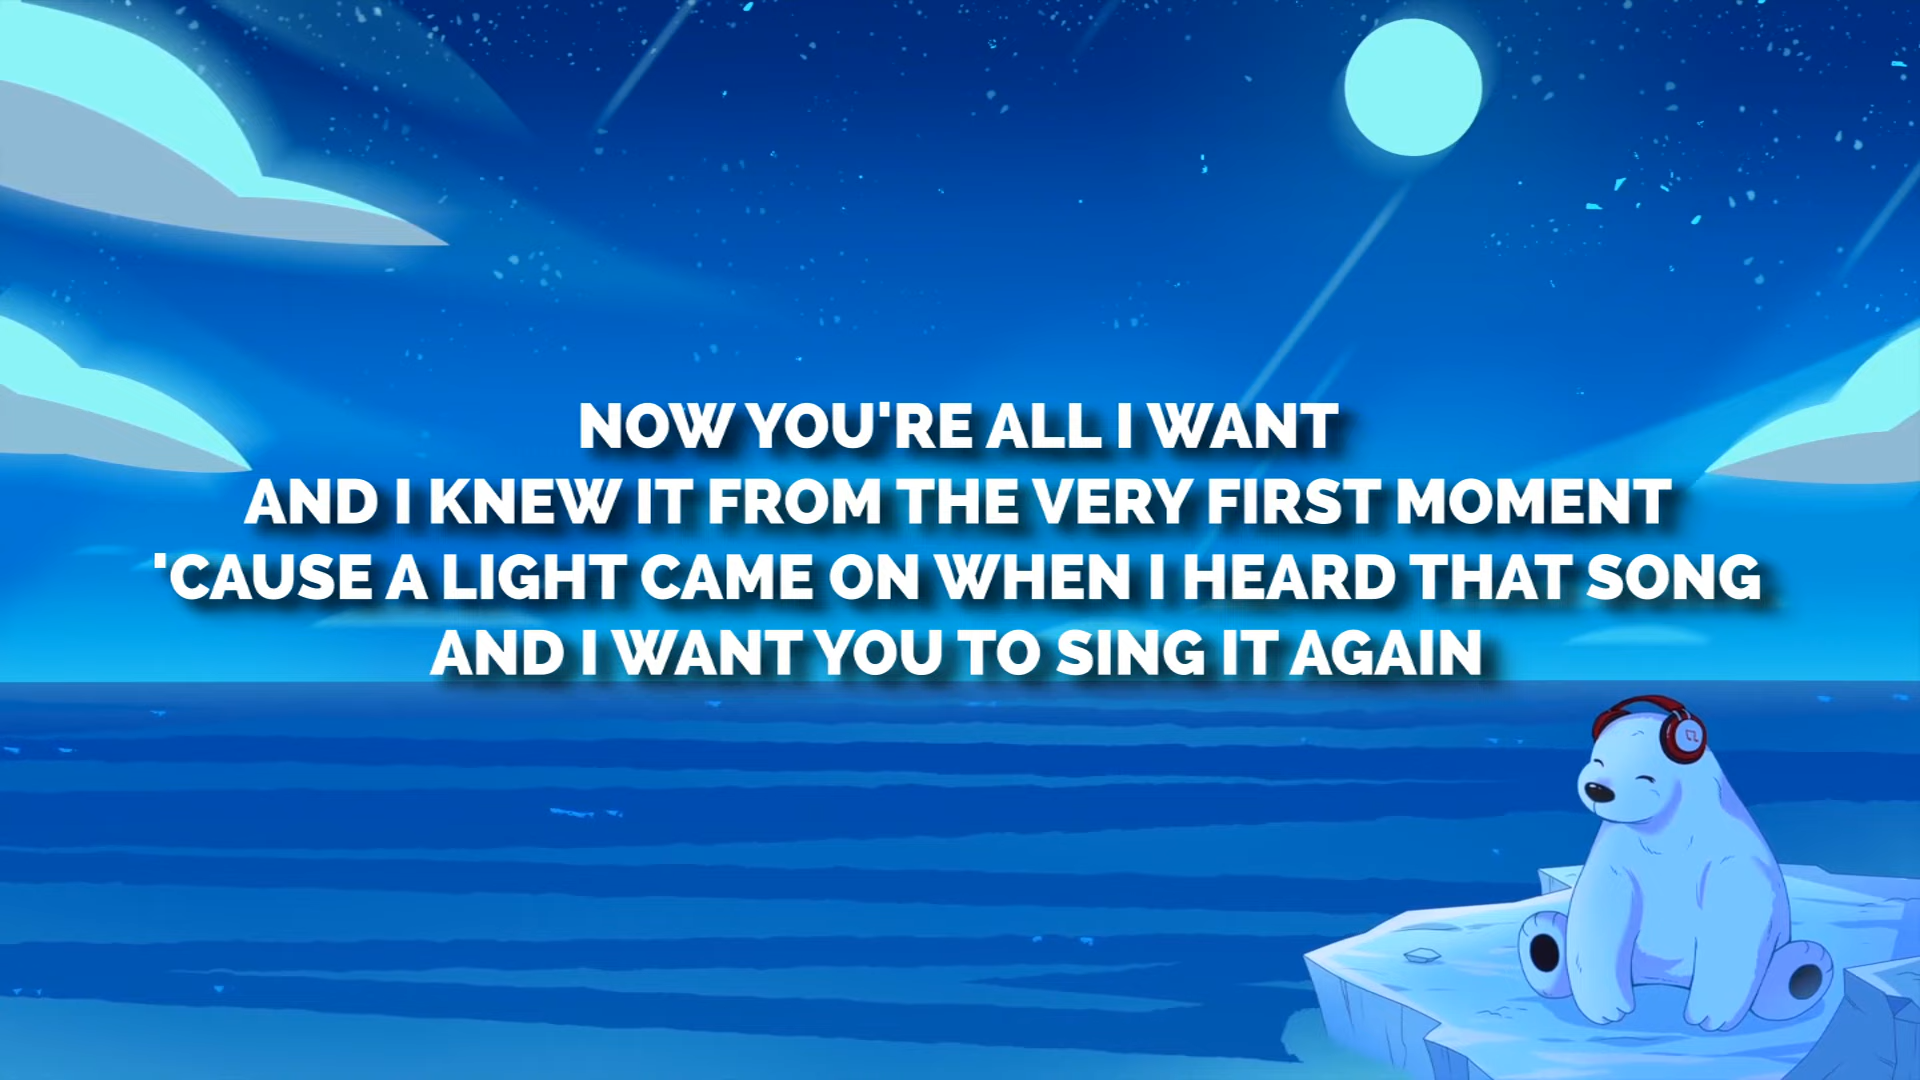 NOW YOU'RE ALL I WANT
AND I KNEW IT FROM THE VERY FIRST MOMENT
'CAUSE A LIGHT CAME ON WHEN I HEARD THAT SONG
AND I WANT YOU TO SING IT AGAIN